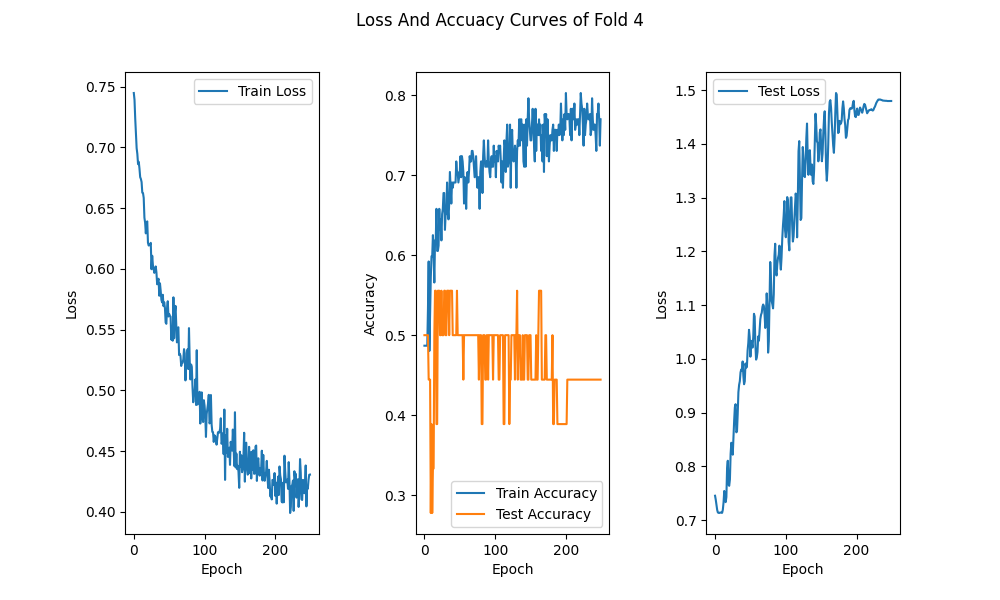 Loss And Accuacy Curves of Fold 4
Train Loss
0.75
0.70
0.65
0.60
0.55
0.50
0.45
0.40
Loss
0 100 200
Epoch
0.8
0.7
0.6
0.5
0.4
0.3
Accuracy
Train Accuracy
Test Accuracy
0 100 200
Epoch
Test Loss
1.5
1.4
1.3
1.2
1.1
1.0
0.9
0.8
0.7
Loss
0 100 200
Epoch